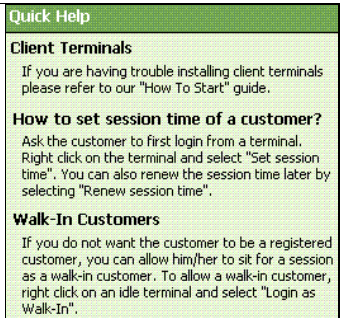 Quick Help
Client Terminals
If you are having trouble installing client terminals
please refer to our "How To Start" guide.
How to set session time of a customer?
Ask the customer to first login from a terminal.
Right click on the terminal and select "Set session
time". You can also renew the session time later by
selecting "Renew session time".
Walk-In Customers
If you do not want the customer to be a registered
customer, you can allow him/her to sit for a session
as a walk-in customer. To allow a walk-in customer,
right click on an idle terminal and select "Login as
Walk-In".